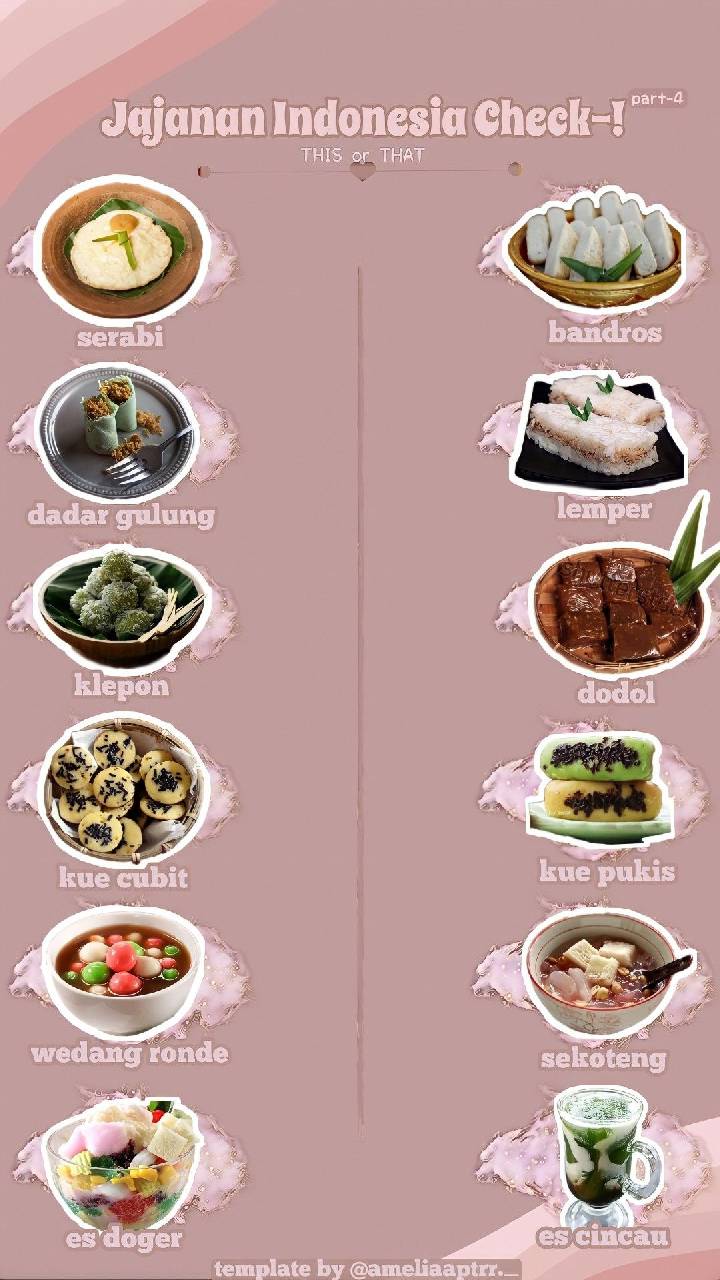 Jajanan Indonesia Check-!
part-4
THIS or THAT
serabi
bandros
dadar gulung
lemper
klepon
dodol
kue cubit
kue pukis
wedang ronde
sekoteng
es doger
es cincau
template by @ameliaaptrr._